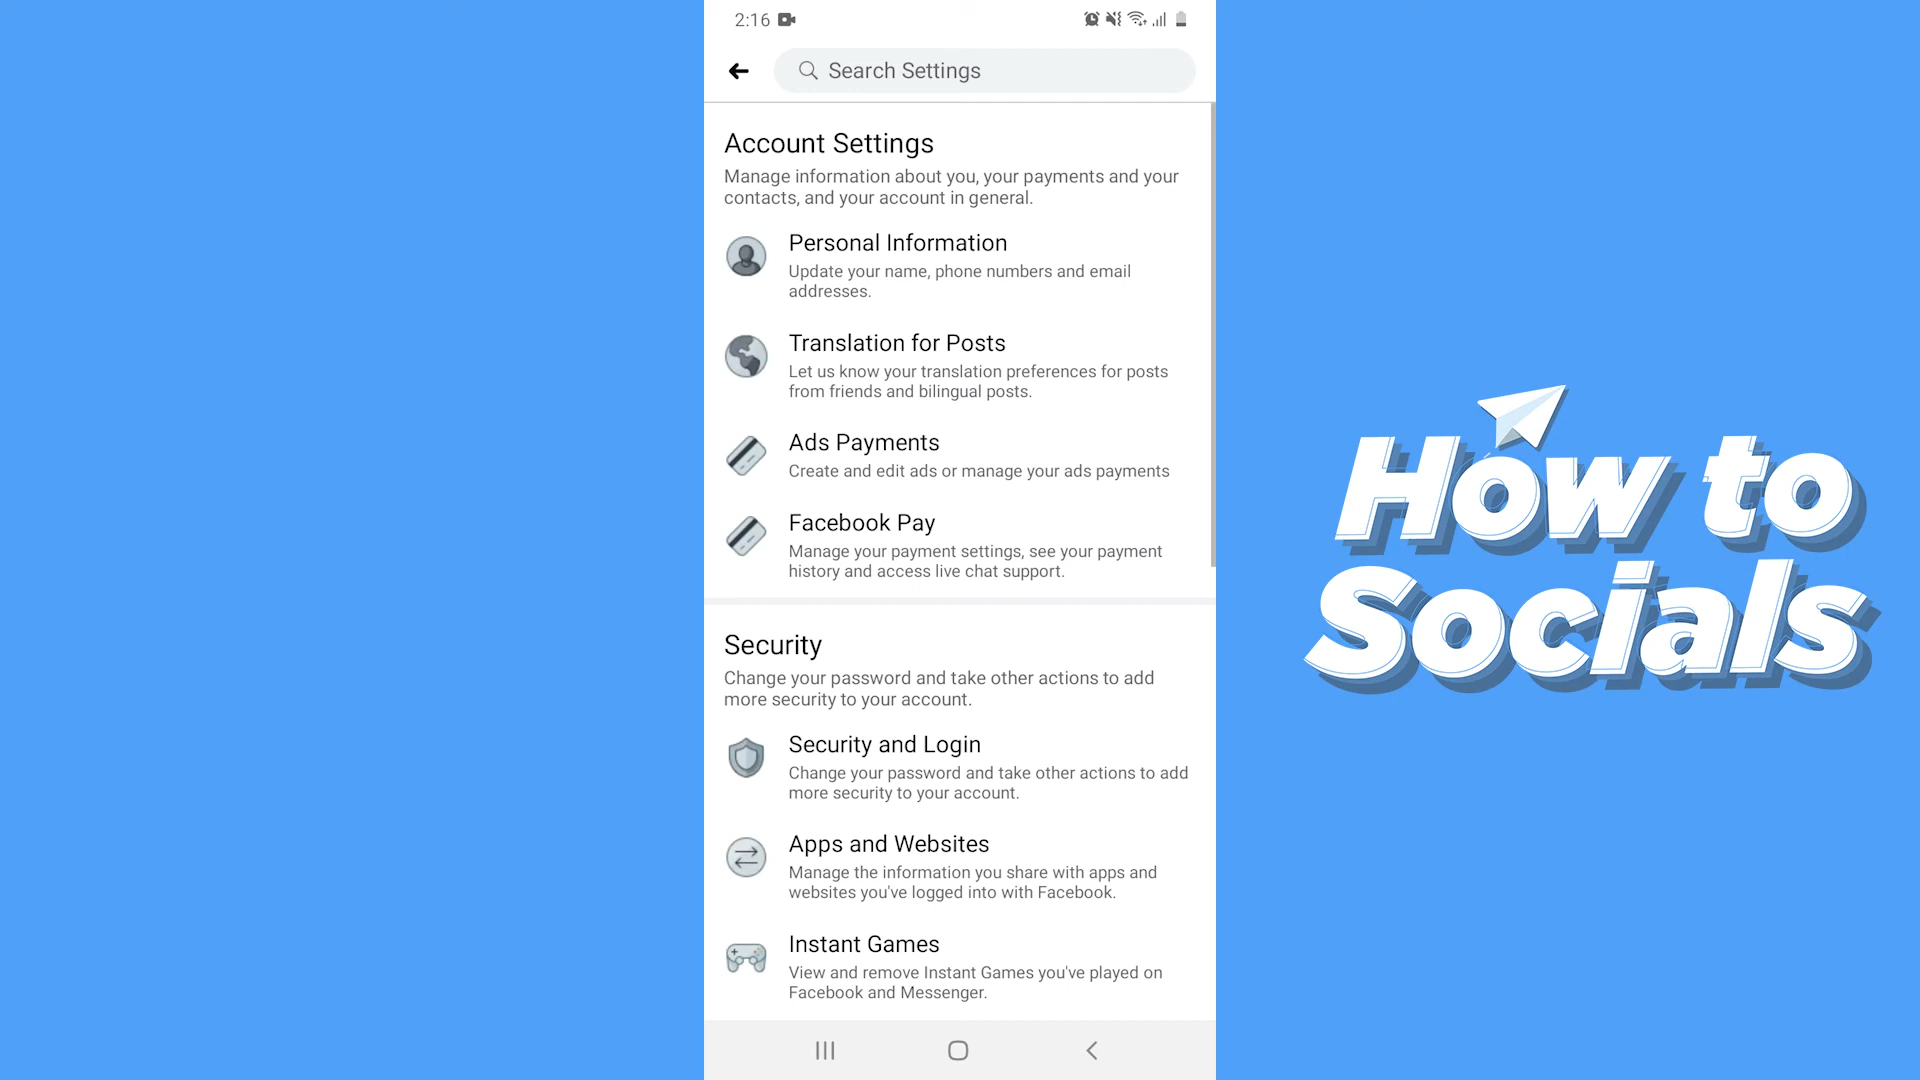 2:16
Search Settings
Account Settings
Manage information about you, your payments and your
contacts, and your account in general.
Personal Information
Update your name, phone numbers and email
addresses.
Translation for Posts
Let us know your translation preferences for posts
from friends and bilingual posts.
Ads Payments
Create and edit ads or manage your ads payments
Facebook Pay
Manage your payment settings, see your payment
history and access live chat support.
Security
Change your password and take other actions to add
more security to your account.
Security and Login
Change your password and take other actions to add
more security to your account.
Apps and Websites
Manage the information you share with apps and
websites you've logged into with Facebook.
Instant Games
View and remove Instant Games you've played on
Facebook and Messenger.
How to
Socials